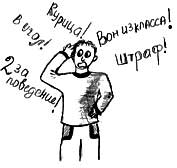 Курица!
В угол!
Вон из класса!
Штраф!
2 за
поведение!